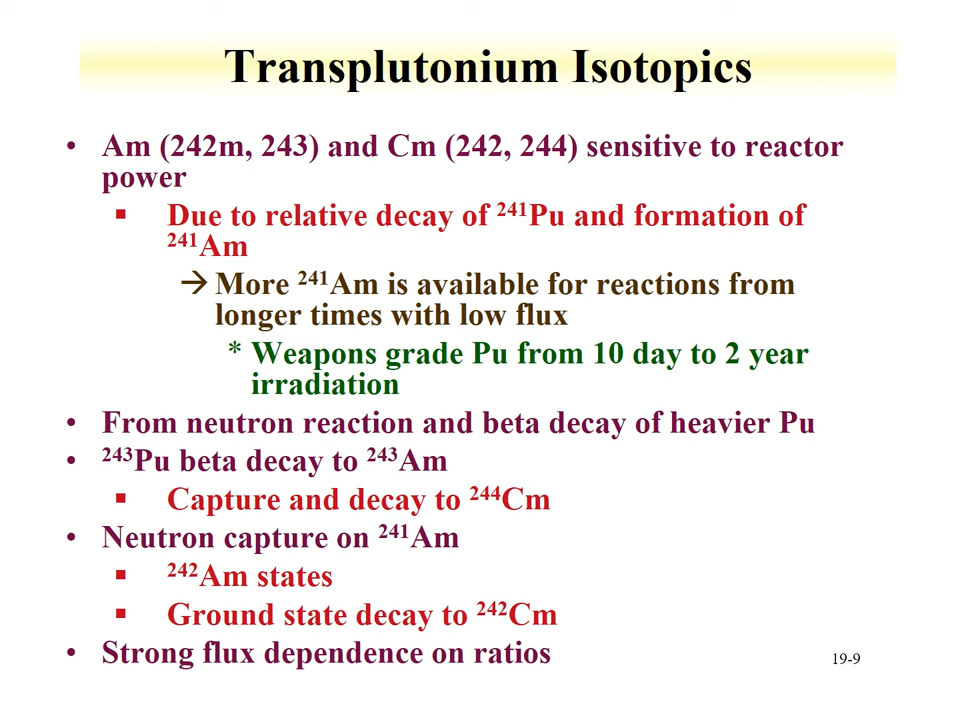 Transplutonium Isotopics
• Am (242m, 243) and Cm (242, 244) sensitive to reactor
power
▪ Due to relative decay of ²⁴¹Pu and formation of
²⁴¹Am
→ More ²⁴¹Am is available for reactions from
longer times with low flux
* Weapons grade Pu from 10 day to 2 year
irradiation
• From neutron reaction and beta decay of heavier Pu
• ²⁴³Pu beta decay to ²⁴³Am
▪ Capture and decay to ²⁴⁴Cm
• Neutron capture on ²⁴¹Am
▪ ²⁴²Am states
▪ Ground state decay to ²⁴²Cm
• Strong flux dependence on ratios
19-9